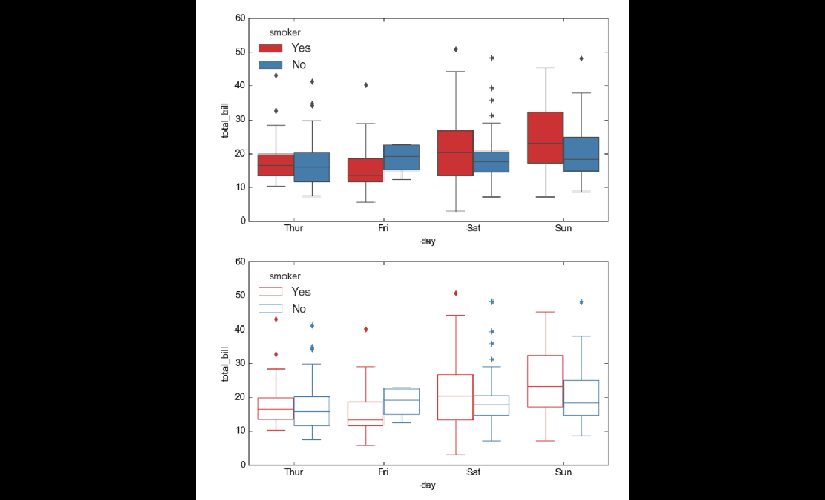 60
smoker
50
Yes
No
40
30
total_bill
20
10
0
Thur Fri Sat Sun
day
60
smoker
Yes
50
No
40
30
total_bill
20
10
0
Thur Fri Sat Sun
day